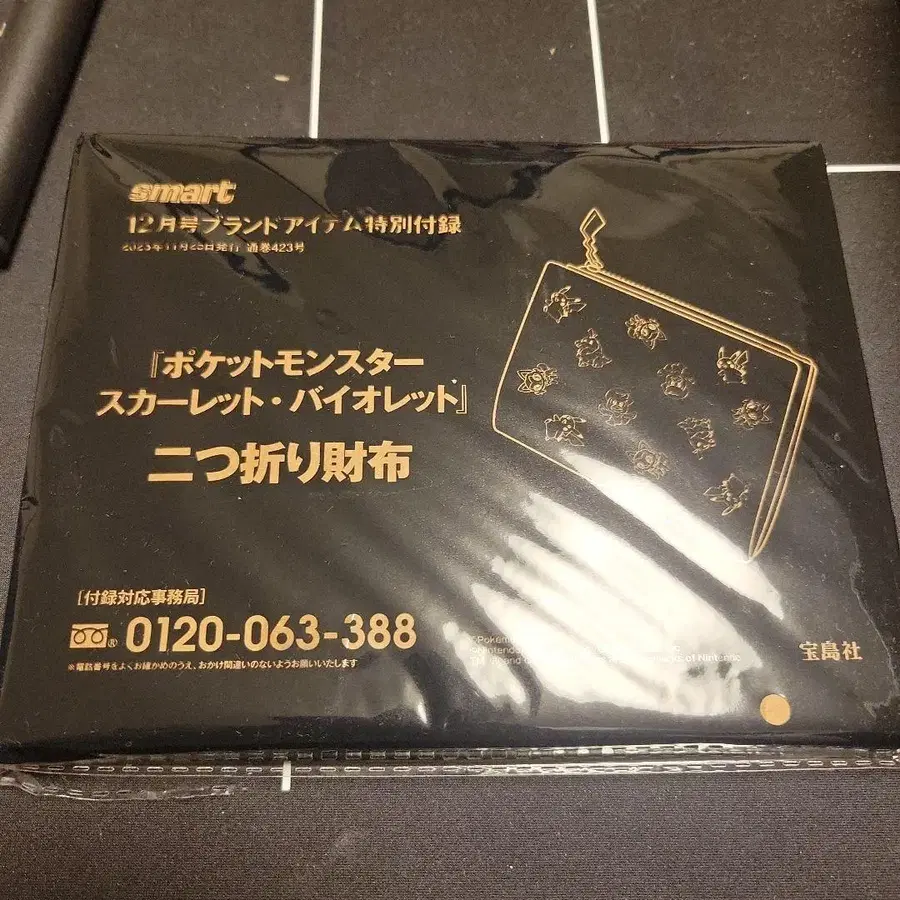 smart
12月号ブランドアイテム特別付録
2023年11月25日発行 通巻423号
『ポケットモンスター
スカーレット・バイオレット』
二つ折り財布
[付録対応事務局]
® 0120-063-388
※電話番号をよくお確かめのうえ、おかけ間違いのないようお願いいたします
of Nintendo
宝島社